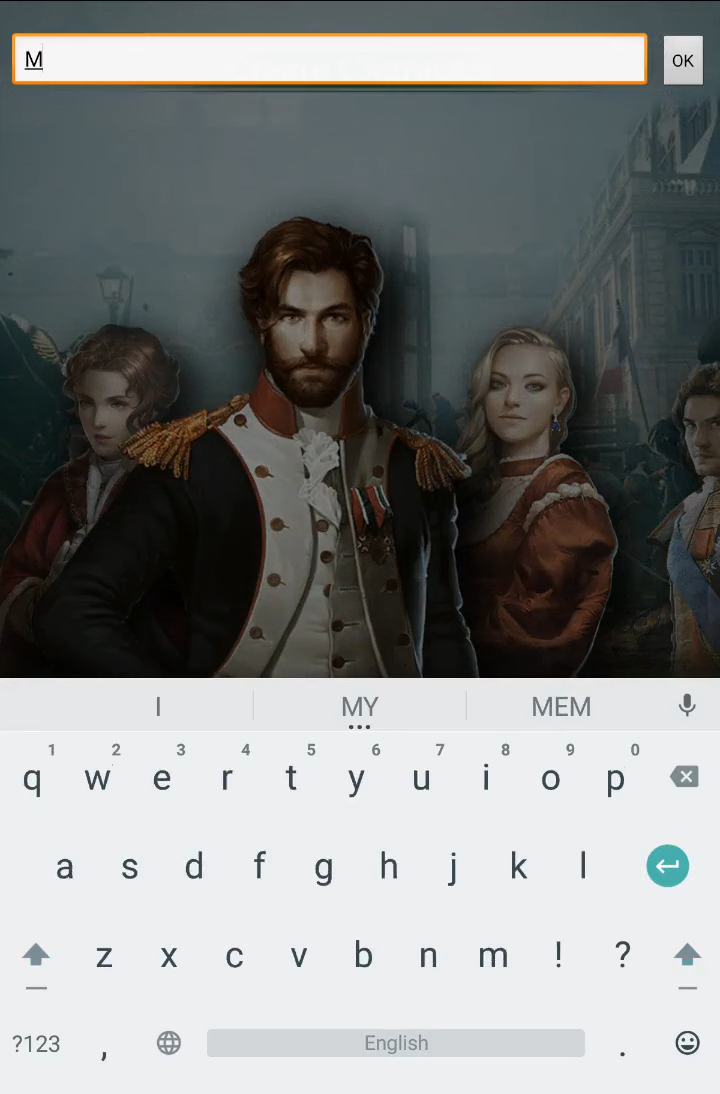 M
OK
I
MY
MEM
1 2 3 4 5 6 7 8 9 0
q w e r t y u i o p
a s d f g h j k l
z x c v b n m ! ?
?123 , English .